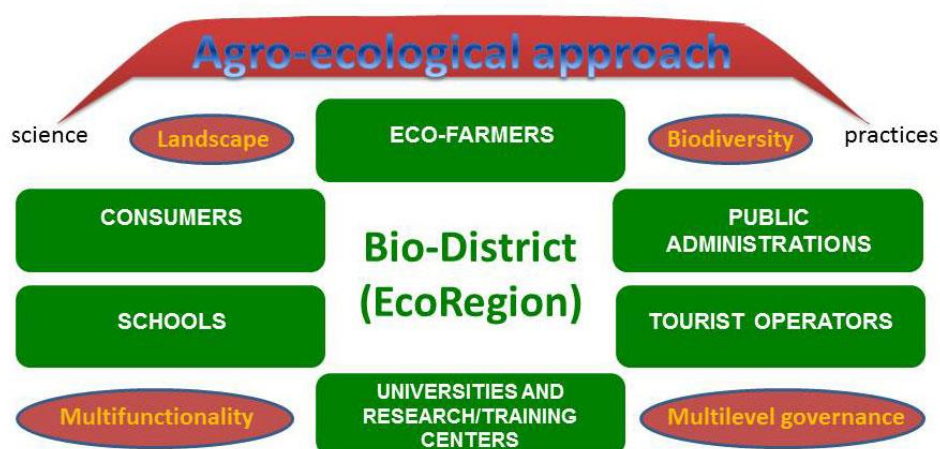 Agro-ecological approach
science
Landscape
ECO-FARMERS
Biodiversity
practices
CONSUMERS
Bio-District
(EcoRegion)
PUBLIC
ADMINISTRATIONS
SCHOOLS
TOURIST OPERATORS
Multifunctionality
UNIVERSITIES AND
RESEARCH/TRAINING
CENTERS
Multilevel governance